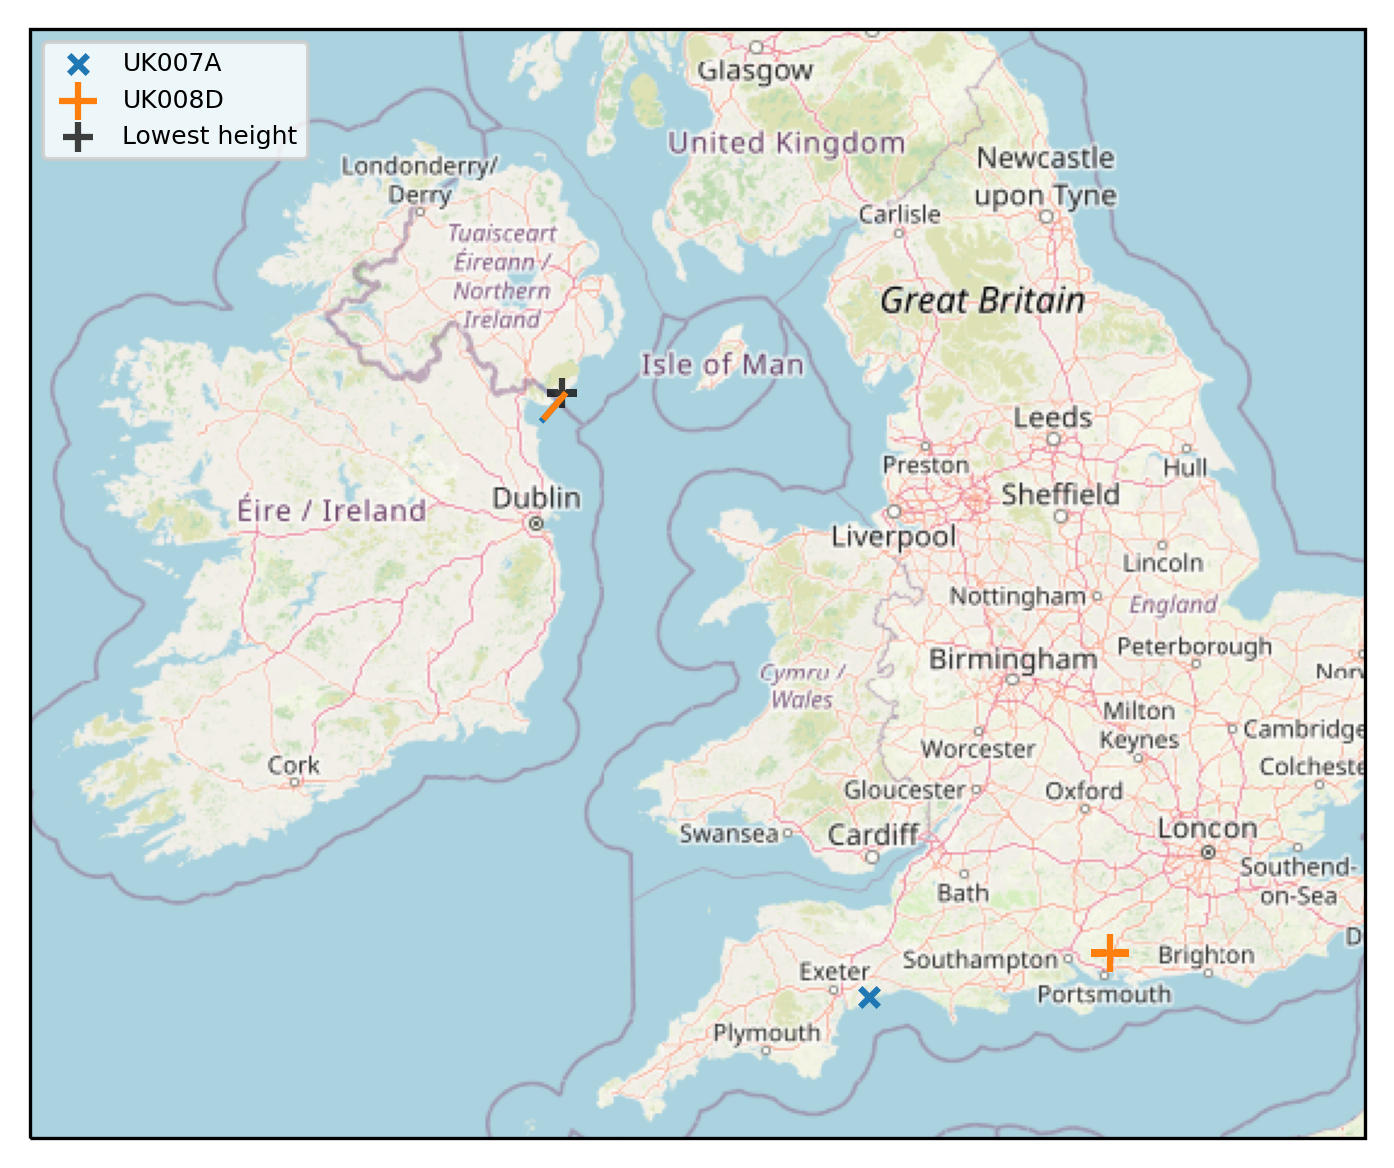 UK007A
UK008D
Lowest height
Glasgow
United Kingdom
Londonderry/
Derry
Newcastle
upon Tyne
Carlisle
Tuaisceart
Éireann /
Northern
Ireland
Great Britain
Isle of Man
Leeds
Preston
Hull
Dublin
Sheffield
Éire / Ireland
Liverpool
Lincoln
Nottingham
England
Peterborough
Birmingham
Norw
Cymru /
Wales
Milton
Keynes
Cambridge
Worcester
Cork
Colcheste
Gloucester
Oxford
Swansea
Cardiff
Loncon
Southend-
on-Sea
Bath
D
Southampton
Brighton
Exeter
Portsmouth
Plymouth